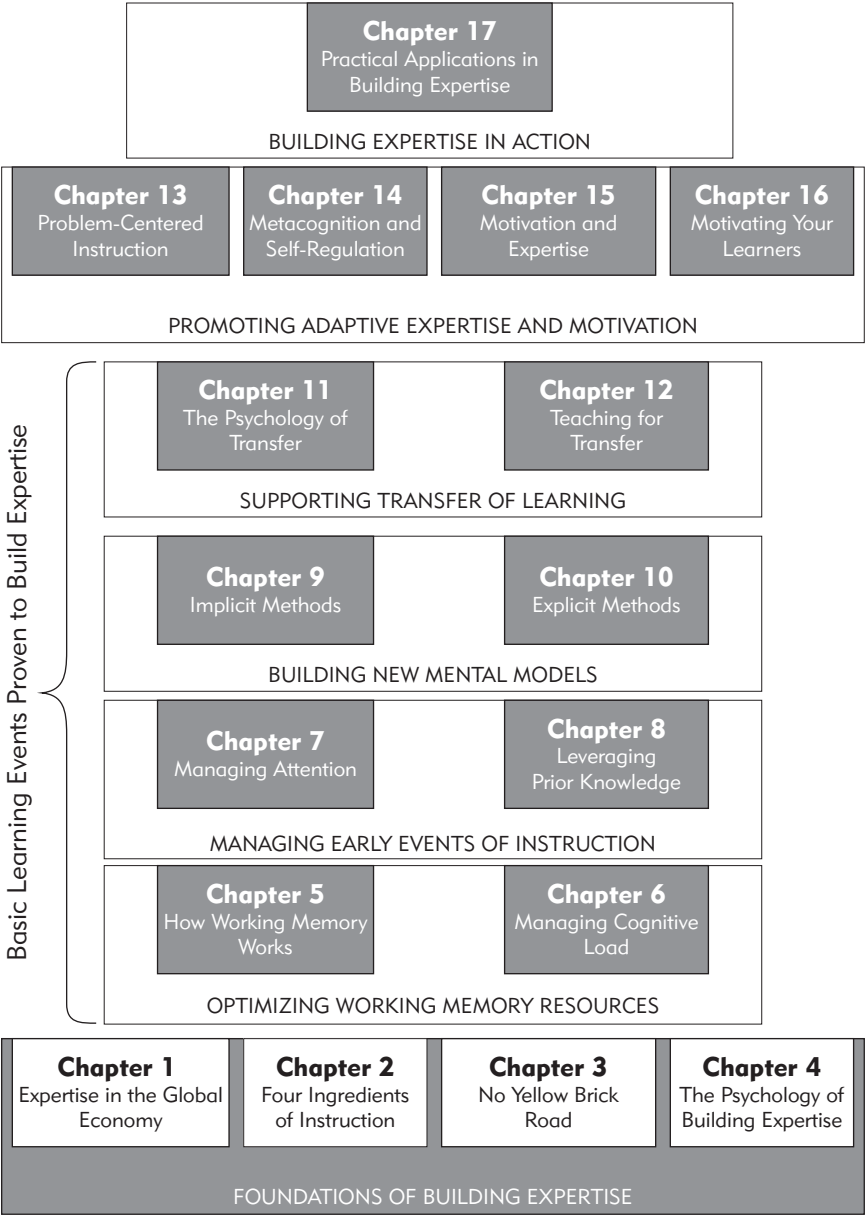 Chapter 17
Practical Applications in
Building Expertise
BUILDING EXPERTISE IN ACTION
Chapter 13
Problem-Centered
Instruction
Chapter 14
Metacognition and
Self-Regulation
Chapter 15
Motivation and
Expertise
Chapter 16
Motivating Your
Learners
PROMOTING ADAPTIVE EXPERTISE AND MOTIVATION
Basic Learning Events Proven to Build Expertise
Chapter 11
The Psychology of
Transfer
Chapter 12
Teaching for
Transfer
SUPPORTING TRANSFER OF LEARNING
Chapter 9
Implicit Methods
Chapter 10
Explicit Methods
BUILDING NEW MENTAL MODELS
Chapter 7
Managing Attention
Chapter 8
Leveraging
Prior Knowledge
MANAGING EARLY EVENTS OF INSTRUCTION
Chapter 5
How Working Memory
Works
Chapter 6
Managing Cognitive
Load
OPTIMIZING WORKING MEMORY RESOURCES
Chapter 1
Expertise in the Global
Economy
Chapter 2
Four Ingredients
of Instruction
Chapter 3
No Yellow Brick
Road
Chapter 4
The Psychology of
Building Expertise
FOUNDATIONS OF BUILDING EXPERTISE